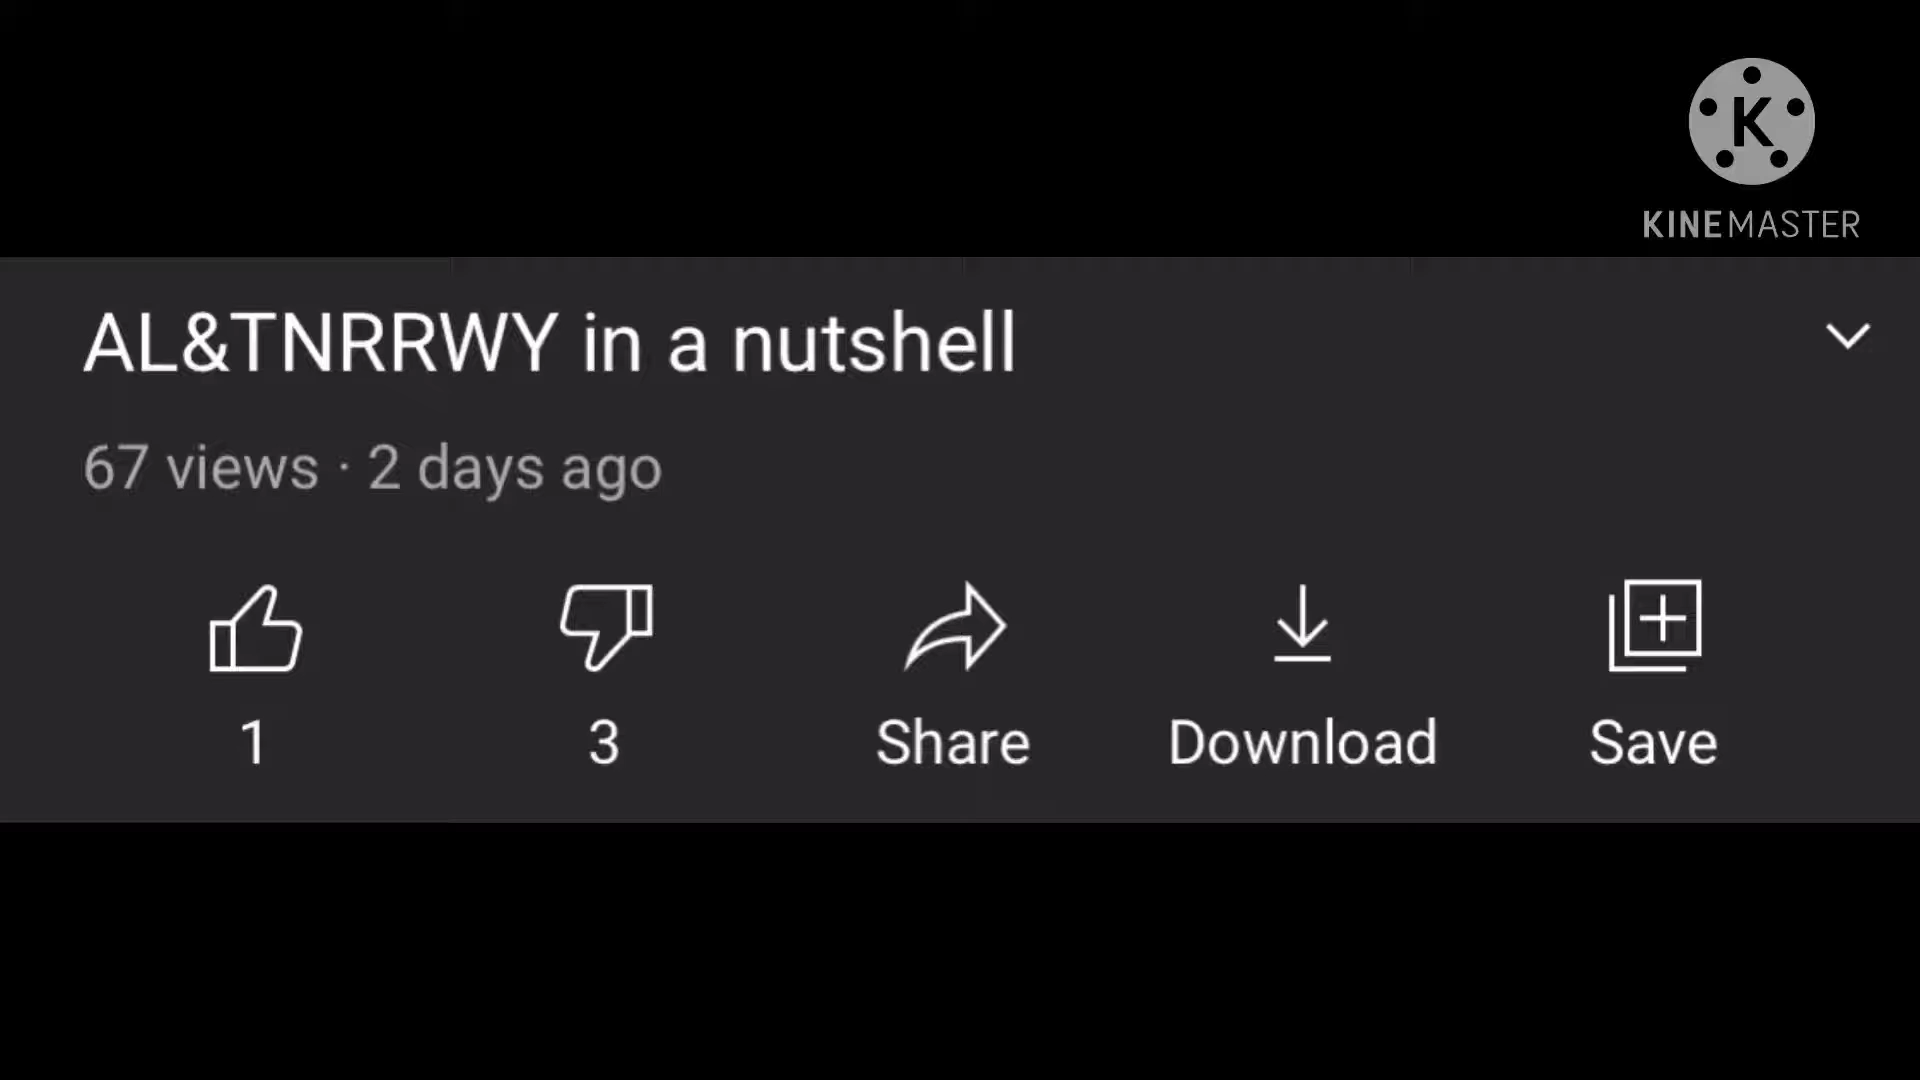 K
KINEMASTER
AL&TNRRWY in a nutshell
67 views · 2 days ago
1 3 Share Download Save